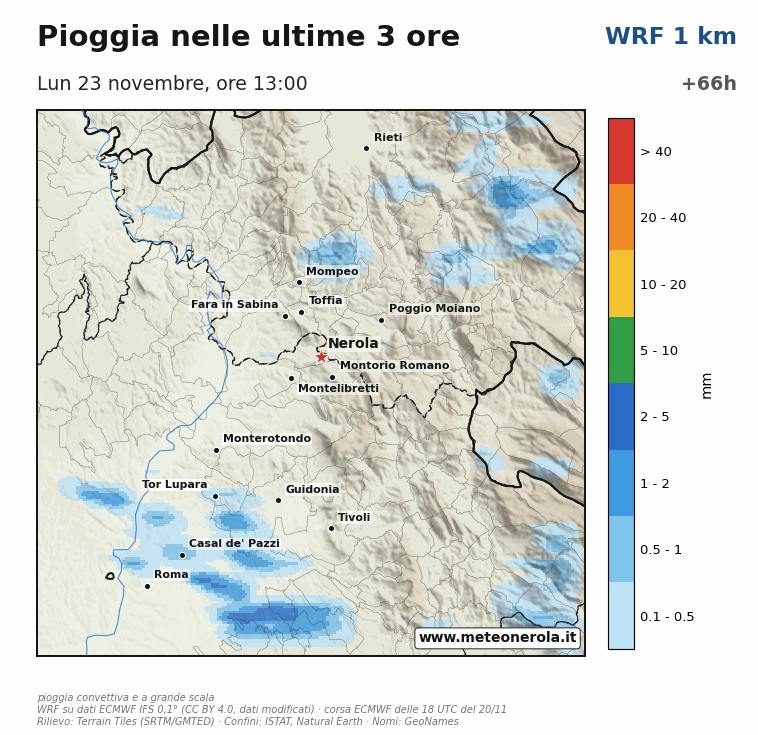 Pioggia nelle ultime 3 ore
WRF 1 km
Lun 23 novembre, ore 13:00
+66h
Rieti
Mompeo
Fara in Sabina
Toffia
Poggio Moiano
Nerola
Montorio Romano
Montelibretti
Monterotondo
Tor Lupara
Guidonia
Tivoli
Casal de' Pazzi
Roma
www.meteonerola.it
> 40
20 - 40
10 - 20
5 - 10
2 - 5
1 - 2
0.5 - 1
0.1 - 0.5
mm
pioggia convettiva e a grande scala
WRF su dati ECMWF IFS 0,1° (CC BY 4.0, dati modificati) · corsa ECMWF delle 18 UTC del 20/11
Rilievo: Terrain Tiles (SRTM/GMTED) · Confini: ISTAT, Natural Earth · Nomi: GeoNames